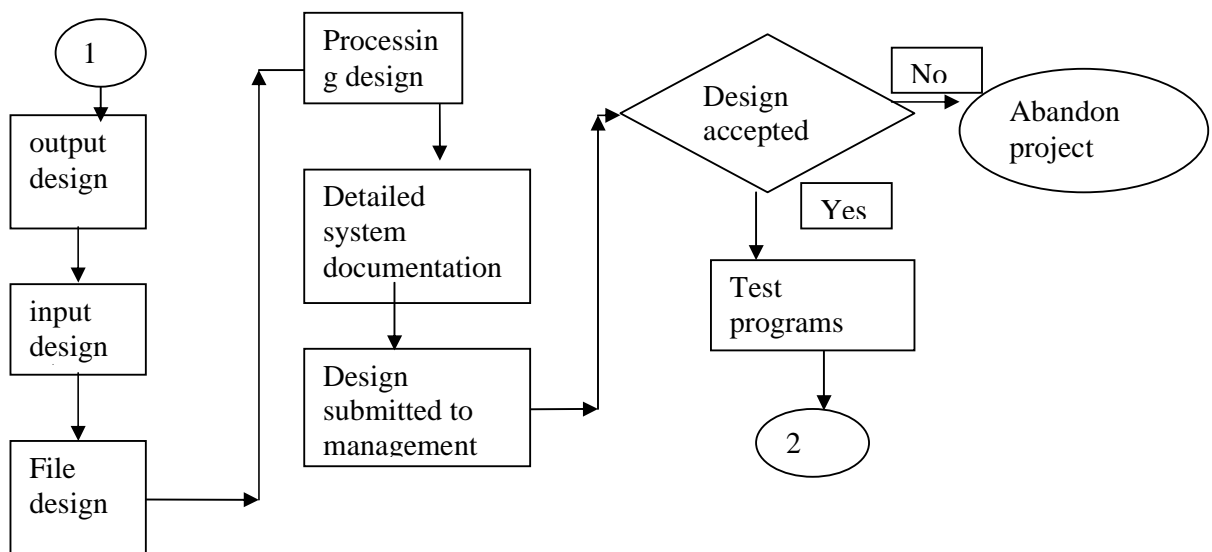 1
output
design
input
design
File
design
Processin
g design
Detailed
system
documentation
Design
submitted to
management
Design
accepted
No
Abandon
project
Yes
Test
programs
2